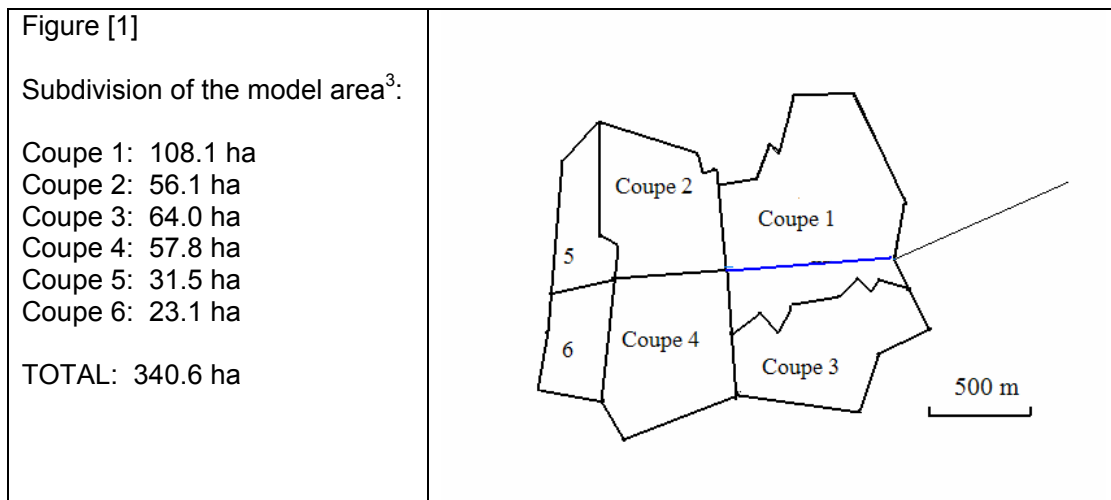 Figure [1]
Subdivision of the model area³:
Coupe 1: 108.1 ha
Coupe 2: 56.1 ha
Coupe 3: 64.0 ha
Coupe 4: 57.8 ha
Coupe 5: 31.5 ha
Coupe 6: 23.1 ha
TOTAL: 340.6 ha
Coupe 2
Coupe 1
5
Coupe 4
6
Coupe 3
500 m